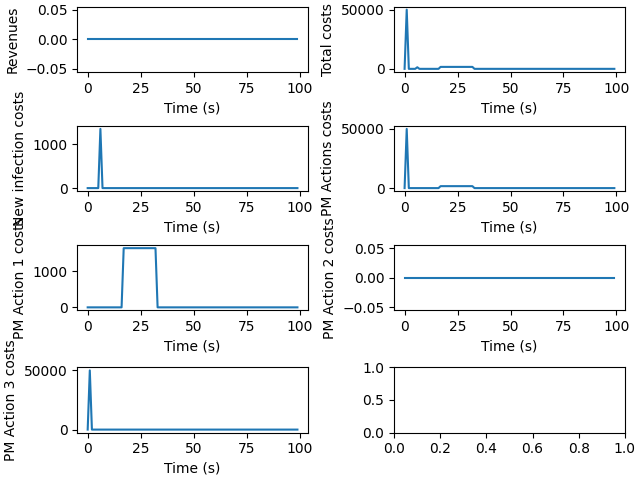 Revenues
0.05
0.00
−0.05
0 25 50 75 100
Time (s)
Total costs
50000
0
0 25 50 75 100
Time (s)
New infection costs
1000
0
0 25 50 75 100
Time (s)
PM Actions costs
50000
0
0 25 50 75 100
Time (s)
PM Action 1 costs
1000
0
0 25 50 75 100
Time (s)
PM Action 2 costs
0.05
0.00
−0.05
0 25 50 75 100
Time (s)
PM Action 3 costs
50000
0
0 25 50 75 100
Time (s)
1.0
0.5
0.0
0.0 0.2 0.4 0.6 0.8 1.0